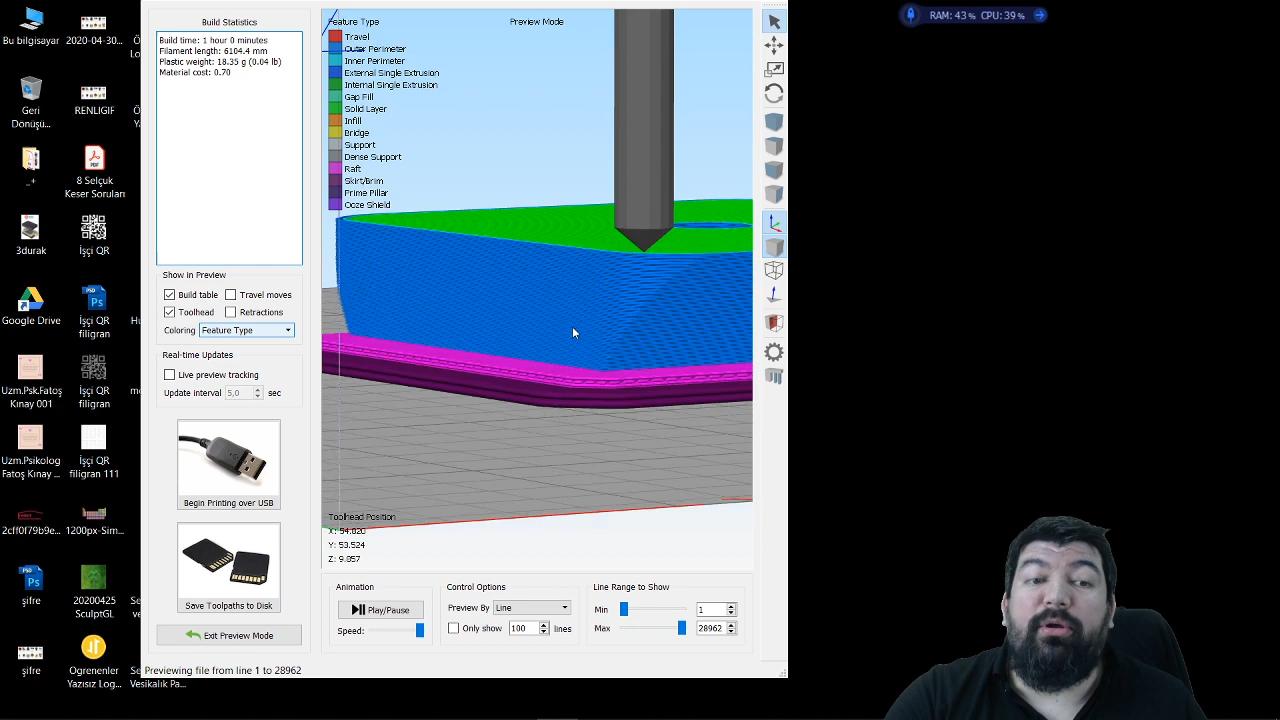 Bu bilgisayar
2020-04-30...
Geri
Dönüşü...
RENLIGIF
_+
8 Selçuk
Keser Soruları
3durak
İşçi QR
Google Drive
İşçi QR
filigran
Uzm.Psk.Fatoş
Kınay 001
İşçi QR
filigran
Uzm.Psikolog
Fatoş Kınay ...
İşçi QR
filigran 111
2cff0f79b9e...
1200px-Sim...
şifre
20200425
SculptGL
şifre
Ogrenenler
Yazısız Log...
Vesikalık Pa...
Build Statistics
Build time: 1 hour 0 minutes
Filament length: 6104.4 mm
Plastic weight: 18.35 g (0.04 lb)
Material cost: 0.70
Show in Preview
Build table
Travel moves
Toolhead
Retractions
Coloring
Feature Type
Real-time Updates
Live preview tracking
Update interval
5,0
sec
Begin Printing over USB
Save Toolpaths to Disk
Exit Preview Mode
Previewing file from line 1 to 28962
Feature Type
Preview Mode
Travel
Outer Perimeter
Inner Perimeter
External Single Extrusion
Internal Single Extrusion
Gap Fill
Solid Layer
Infill
Bridge
Support
Dense Support
Raft
Skirt/Brim
Prime Pillar
Ooze Shield
Toolhead Position
X: 54.020
Y: 53.524
Z: 9.857
Animation
Play/Pause
Speed:
Control Options
Preview By
Line
Only show
100
lines
Line Range to Show
Min
1
Max
28962
RAM: 43 % CPU: 39 %